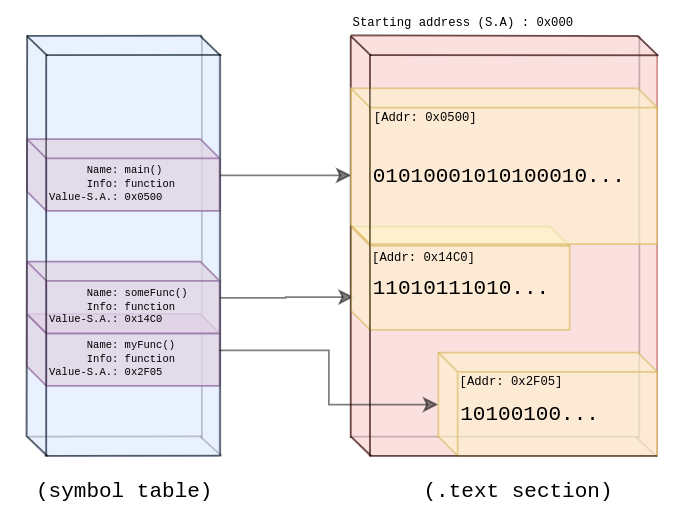 Starting address (S.A) : 0x000
Name: main()
Info: function
Value-S.A.: 0x0500
Name: someFunc()
Info: function
Value-S.A.: 0x14C0
Name: myFunc()
Info: function
Value-S.A.: 0x2F05
[Addr: 0x0500]
01010001010100010...
[Addr: 0x14C0]
11010111010...
[Addr: 0x2F05]
10100100...
(symbol table)
(.text section)